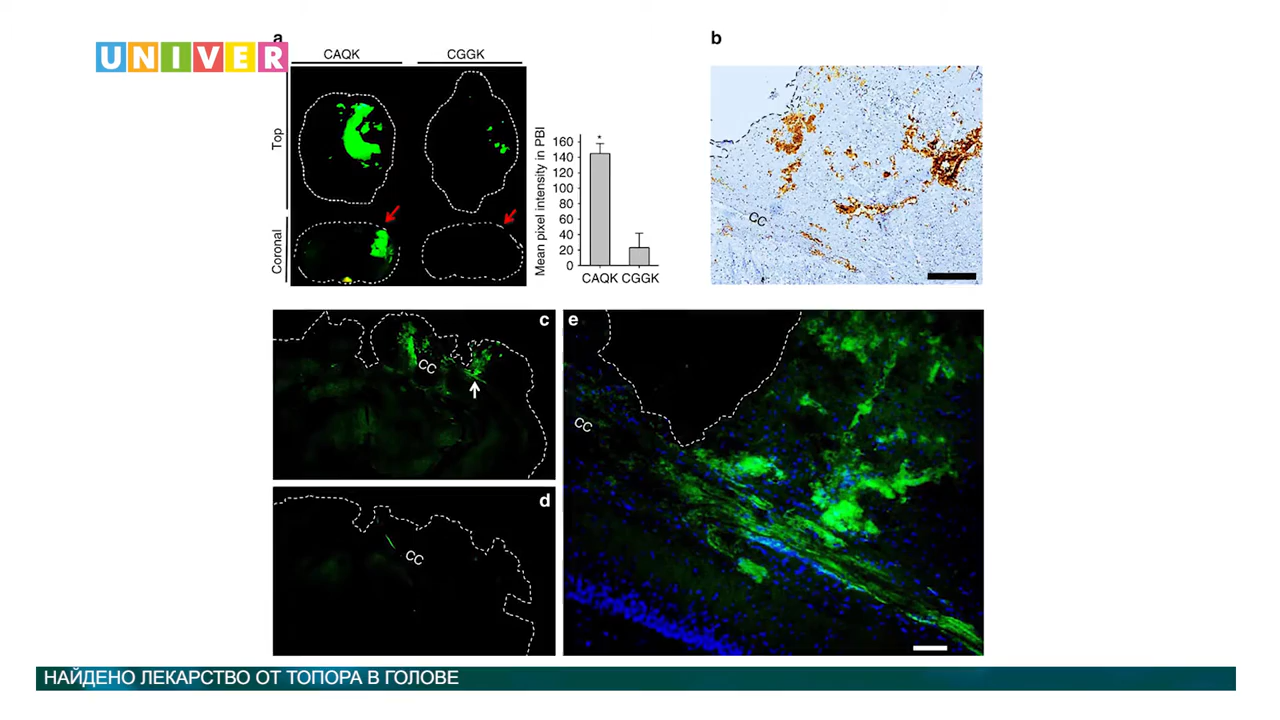 a
CAQK CGGK
UNIVER
Top
Coronal
Mean pixel intensity in PBI
160
140
120
100
80
60
40
20
0
CAQK CGGK
*
b
CC
c
CC
d
CC
e
CC
НАЙДЕНО ЛЕКАРСТВО ОТ ТОПОРА В ГОЛОВЕ